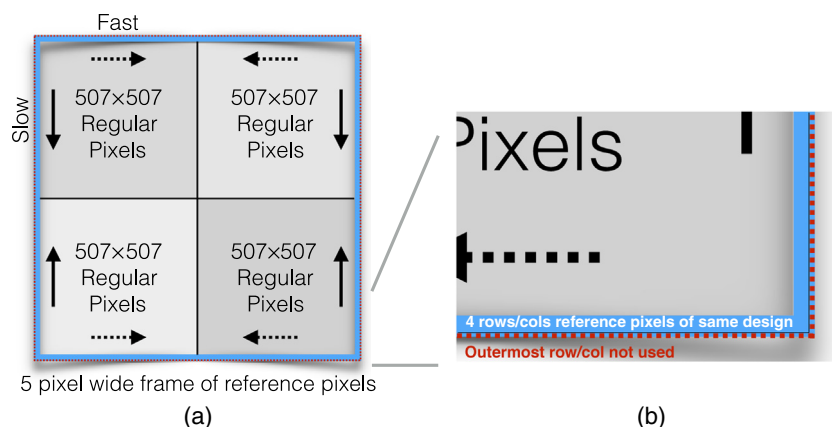 Fast
Slow
507×507
Regular
Pixels
507×507
Regular
Pixels
507×507
Regular
Pixels
507×507
Regular
Pixels
5 pixel wide frame of reference pixels
(a)
Pixels
4 rows/cols reference pixels of same design
Outermost row/col not used
(b)